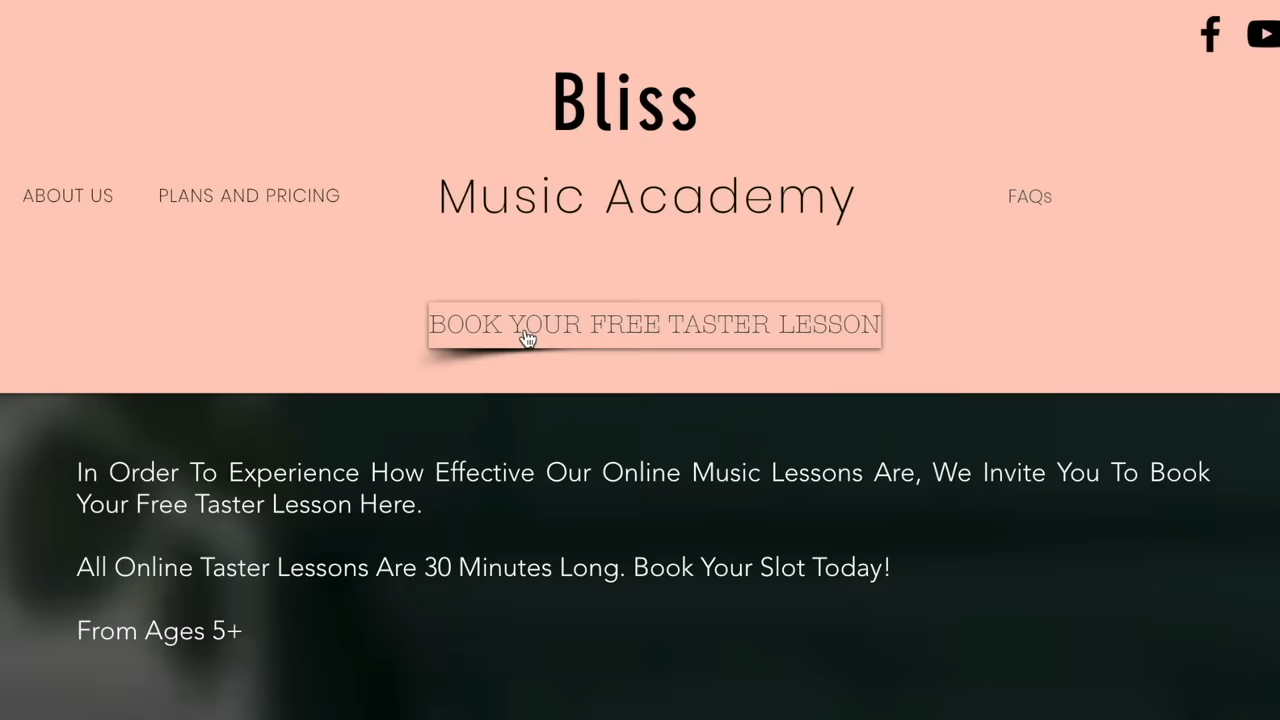 Bliss
ABOUT US
PLANS AND PRICING
Music Academy
FAQs
BOOK YOUR FREE TASTER LESSON
In Order To Experience How Effective Our Online Music Lessons Are, We Invite You To Book
Your Free Taster Lesson Here.
All Online Taster Lessons Are 30 Minutes Long. Book Your Slot Today!
From Ages 5+